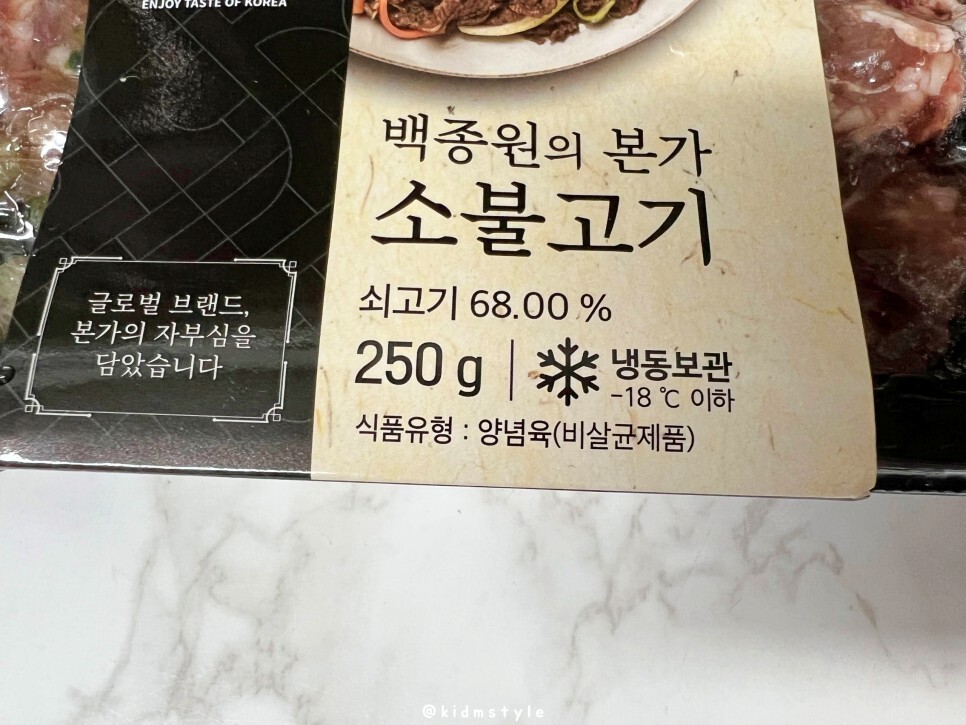 ENJOY TASTE OF KOREA
백종원의 본가
소불고기
쇠고기 68.00 %
250 g
냉동보관
-18 ℃ 이하
식품유형 : 양념육(비살균제품)
글로벌 브랜드,
본가의 자부심을
담았습니다
@kidmstyle